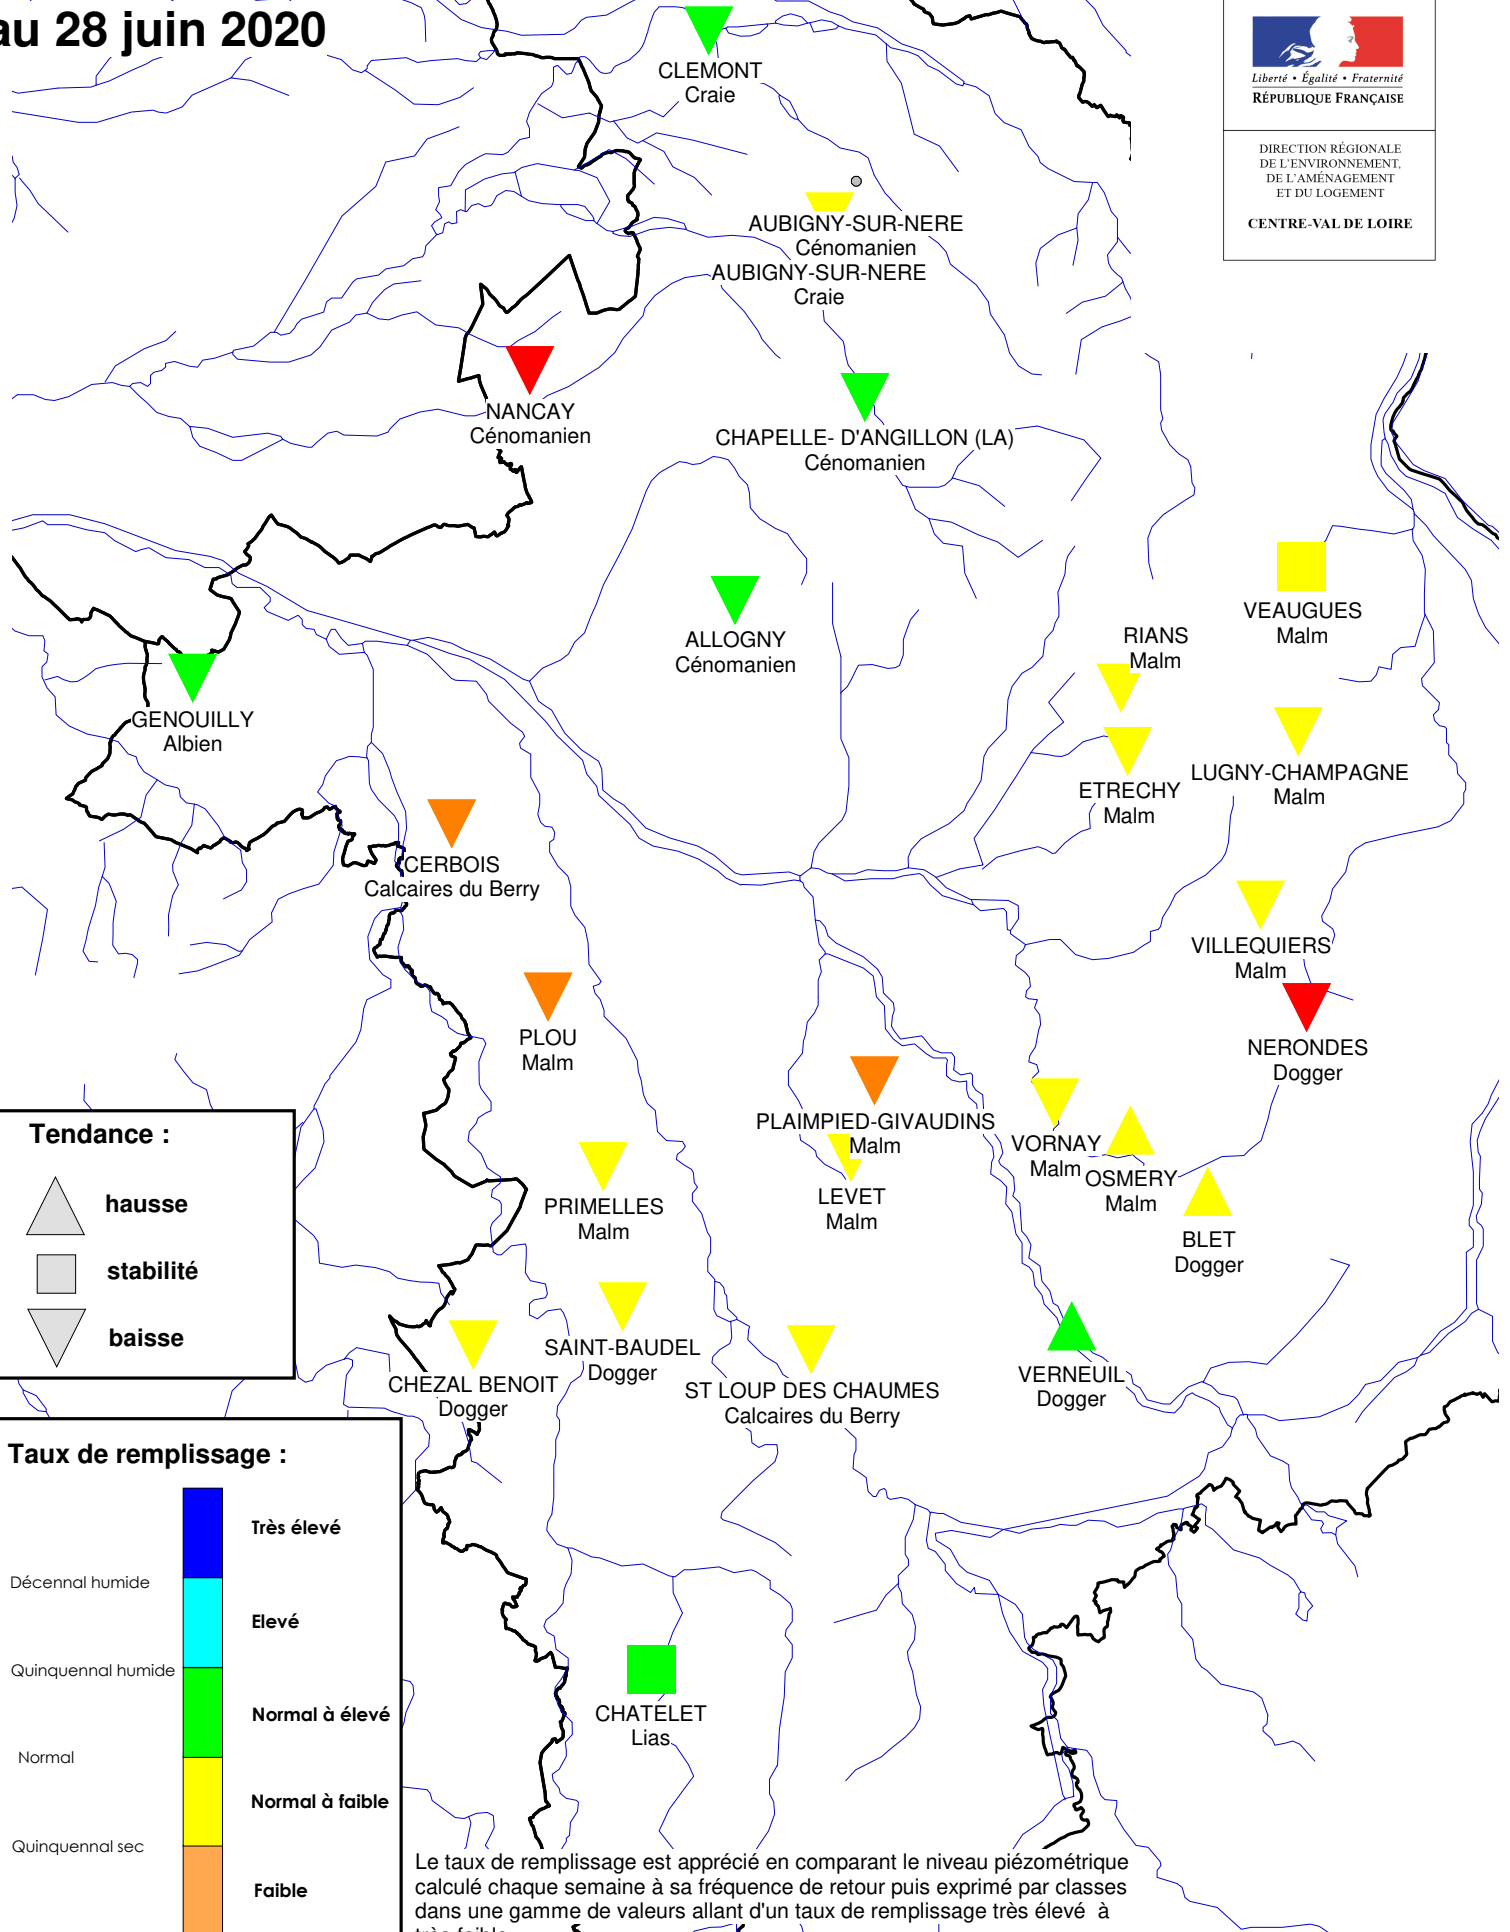 au 28 juin 2020
Liberté • Égalité • Fraternité
RÉPUBLIQUE FRANÇAISE
DIRECTION RÉGIONALE
DE L'ENVIRONNEMENT,
DE L'AMÉNAGEMENT
ET DU LOGEMENT
CENTRE-VAL DE LOIRE
CLEMONT
Craie
AUBIGNY-SUR-NERE
Cénomanien
AUBIGNY-SUR-NERE
Craie
NANCAY
Cénomanien
CHAPELLE- D'ANGILLON (LA)
Cénomanien
VEAUGUES
Malm
ALLOGNY
Cénomanien
RIANS
Malm
GENOUILLY
Albien
LUGNY-CHAMPAGNE
Malm
ETRECHY
Malm
CERBOIS
Calcaires du Berry
VILLEQUIERS
Malm
PLOU
Malm
NERONDES
Dogger
PLAIMPIED-GIVAUDINS
Malm
VORNAY
Malm
OSMERY
Malm
LEVET
Malm
PRIMELLES
Malm
BLET
Dogger
SAINT-BAUDEL
Dogger
CHEZAL BENOIT
Dogger
ST LOUP DES CHAUMES
Calcaires du Berry
VERNEUIL
Dogger
CHATELET
Lias
Tendance :
hausse
stabilité
baisse
Taux de remplissage :
Très élevé
Décennal humide
Elevé
Quinquennal humide
Normal à élevé
Normal
Normal à faible
Quinquennal sec
Faible
Le taux de remplissage est apprécié en comparant le niveau piézométrique
calculé chaque semaine à sa fréquence de retour puis exprimé par classes
dans une gamme de valeurs allant d'un taux de remplissage très élevé à
très faible